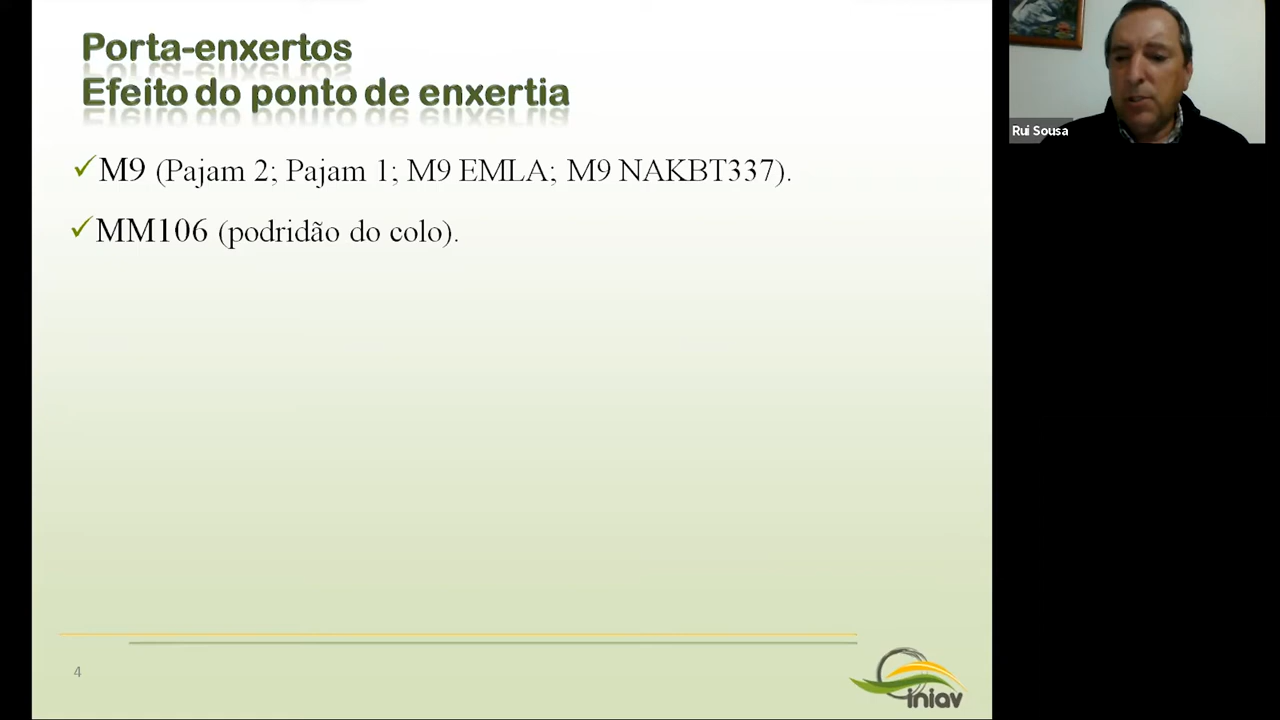 Porta-enxertos
Efeito do ponto de enxertia
✓M9 (Pajam 2; Pajam 1; M9 EMLA; M9 NAKBT337).
✓MM106 (podridão do colo).
4
iniav
Rui Sousa